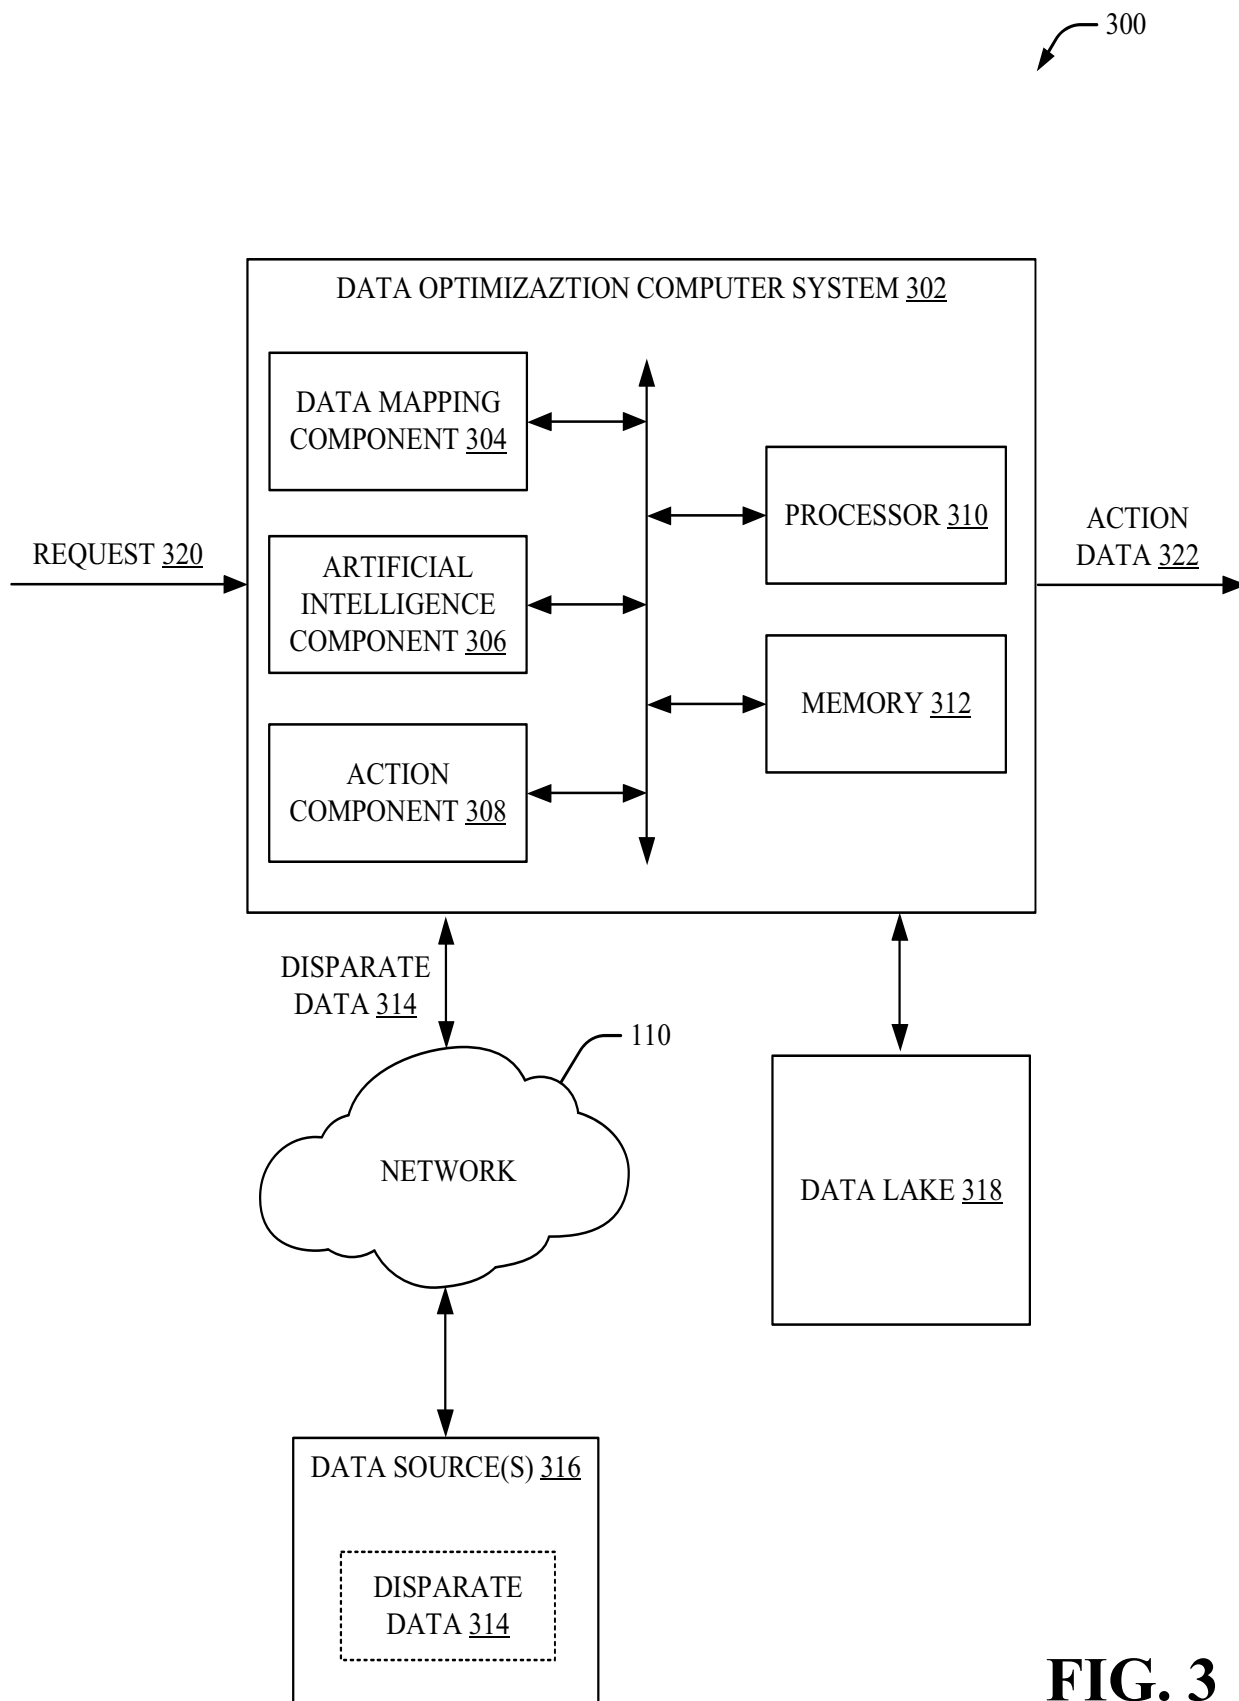 300
DATA OPTIMIZAZTION COMPUTER SYSTEM 302
DATA MAPPING
COMPONENT 304
PROCESSOR 310
REQUEST 320
ARTIFICIAL
INTELLIGENCE
COMPONENT 306
ACTION
DATA 322
MEMORY 312
ACTION
COMPONENT 308
DISPARATE
DATA 314
110
NETWORK
DATA LAKE 318
DATA SOURCE(S) 316
DISPARATE
DATA 314
FIG. 3